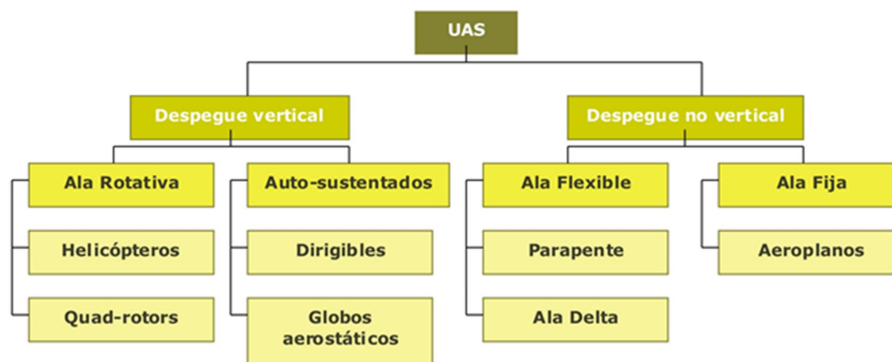 UAS
Despegue vertical
Despegue no vertical
Ala Rotativa
Auto-sustentados
Ala Flexible
Ala Fija
Helicópteros
Dirigibles
Parapente
Aeroplanos
Quad-rotors
Globos
aerostáticos
Ala Delta